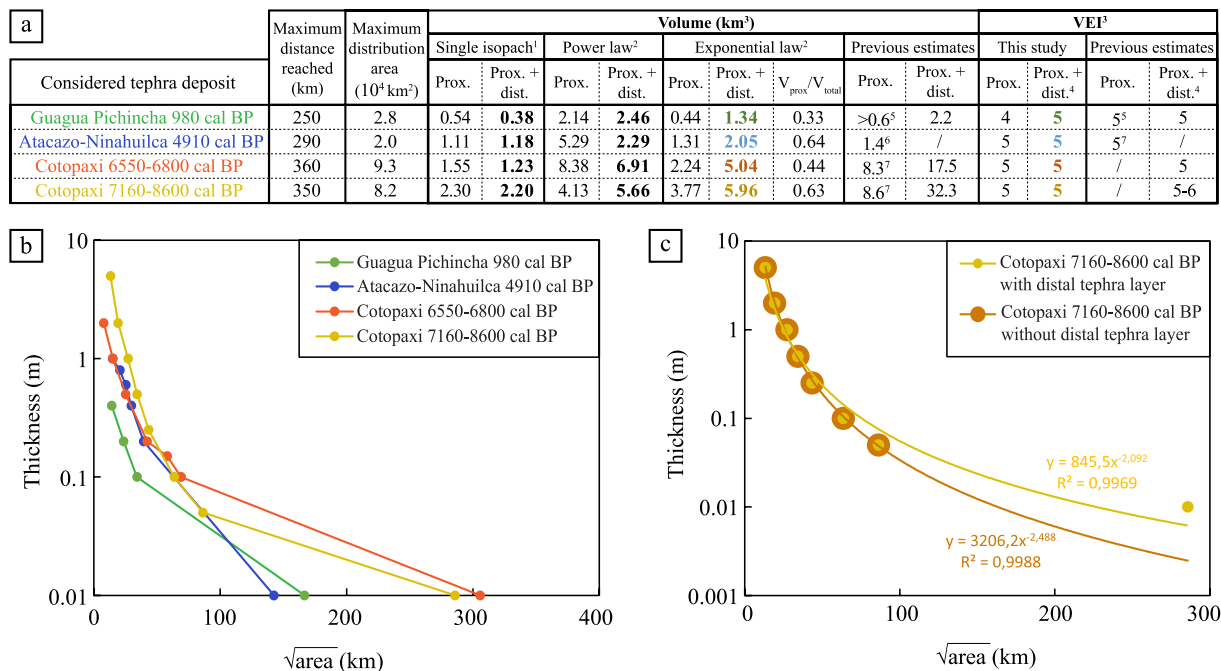 a
Maximum distance reached (km)
Maximum distribution area (10⁴ km²)
Volume (km³)
VEI³
Single isopach¹ Power law² Exponential law² Previous estimates This study Previous estimates
Considered tephra deposit Prox. Prox. + dist. Prox. Prox. + dist. Prox. Prox. + dist. Vprox/Vtotal Prox. Prox. + dist. Prox. Prox. + dist.⁴ Prox. Prox. + dist.⁴
Guagua Pichincha 980 cal BP 250 2.8 0.54 0.38 2.14 2.46 0.44 1.34 0.33 >0.6⁵ 2.2 4 5 5⁵ 5
Atacazo-Ninahuilca 4910 cal BP 290 2.0 1.11 1.18 5.29 2.29 1.31 2.05 0.64 1.4⁶ / 5 5 5⁷ /
Cotopaxi 6550-6800 cal BP 360 9.3 1.55 1.23 8.38 6.91 2.24 5.04 0.44 8.3⁷ 17.5 5 5 / 5
Cotopaxi 7160-8600 cal BP 350 8.2 2.30 2.20 4.13 5.66 3.77 5.96 0.63 8.6⁷ 32.3 5 5 / 5-6
b
10
1
0.1
0.01
Thickness (m)
Guagua Pichincha 980 cal BP
Atacazo-Ninahuilca 4910 cal BP
Cotopaxi 6550-6800 cal BP
Cotopaxi 7160-8600 cal BP
0 100 200 300 400
√area (km)
c
10
1
0.1
0.01
0.001
Thickness (m)
Cotopaxi 7160-8600 cal BP
with distal tephra layer
Cotopaxi 7160-8600 cal BP
without distal tephra layer
y = 845,5x⁻²,⁰⁹²
R² = 0,9969
y = 3206,2x⁻²,⁴⁸⁸
R² = 0,9988
0 100 200 300
√area (km)